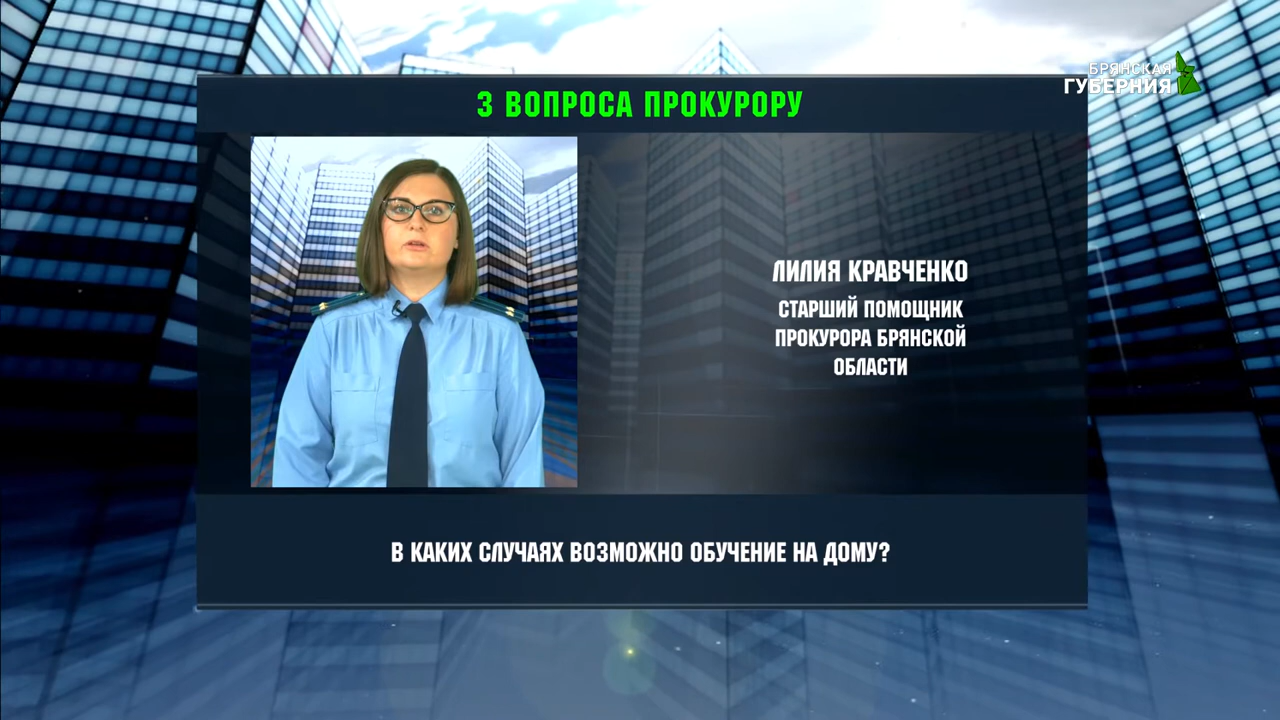 БРЯНСКАЯ
ГУБЕРНИЯ
3 ВОПРОСА ПРОКУРОРУ
ЛИЛИЯ КРАВЧЕНКО
СТАРШИЙ ПОМОЩНИК
ПРОКУРОРА БРЯНСКОЙ
ОБЛАСТИ
В КАКИХ СЛУЧАЯХ ВОЗМОЖНО ОБУЧЕНИЕ НА ДОМУ?